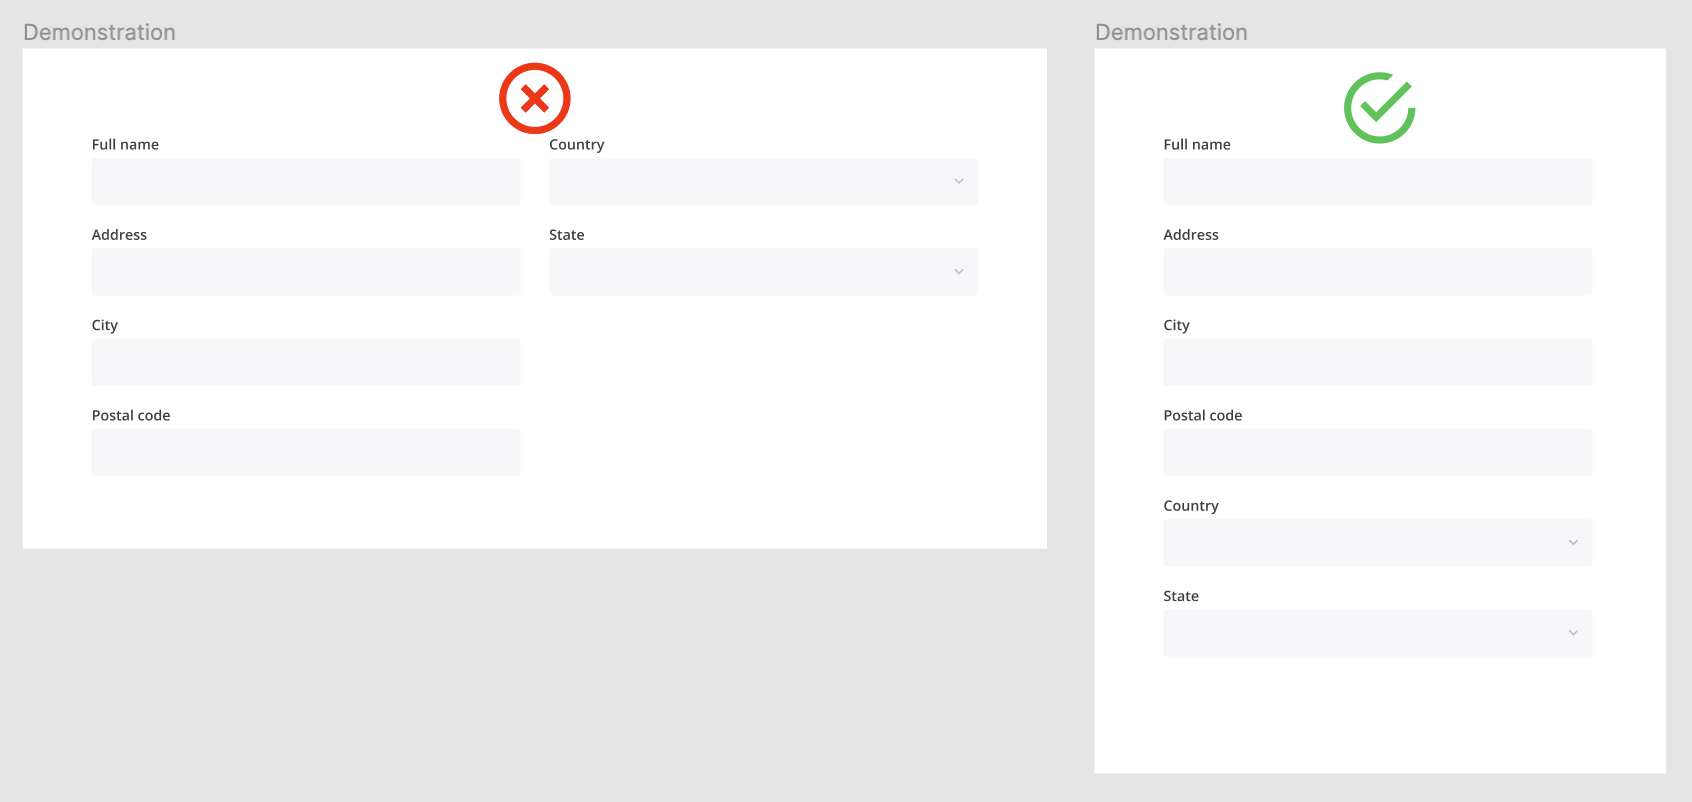 Demonstration
Full name
Country
Address
State
City
Postal code
Demonstration
Full name
Address
City
Postal code
Country
State